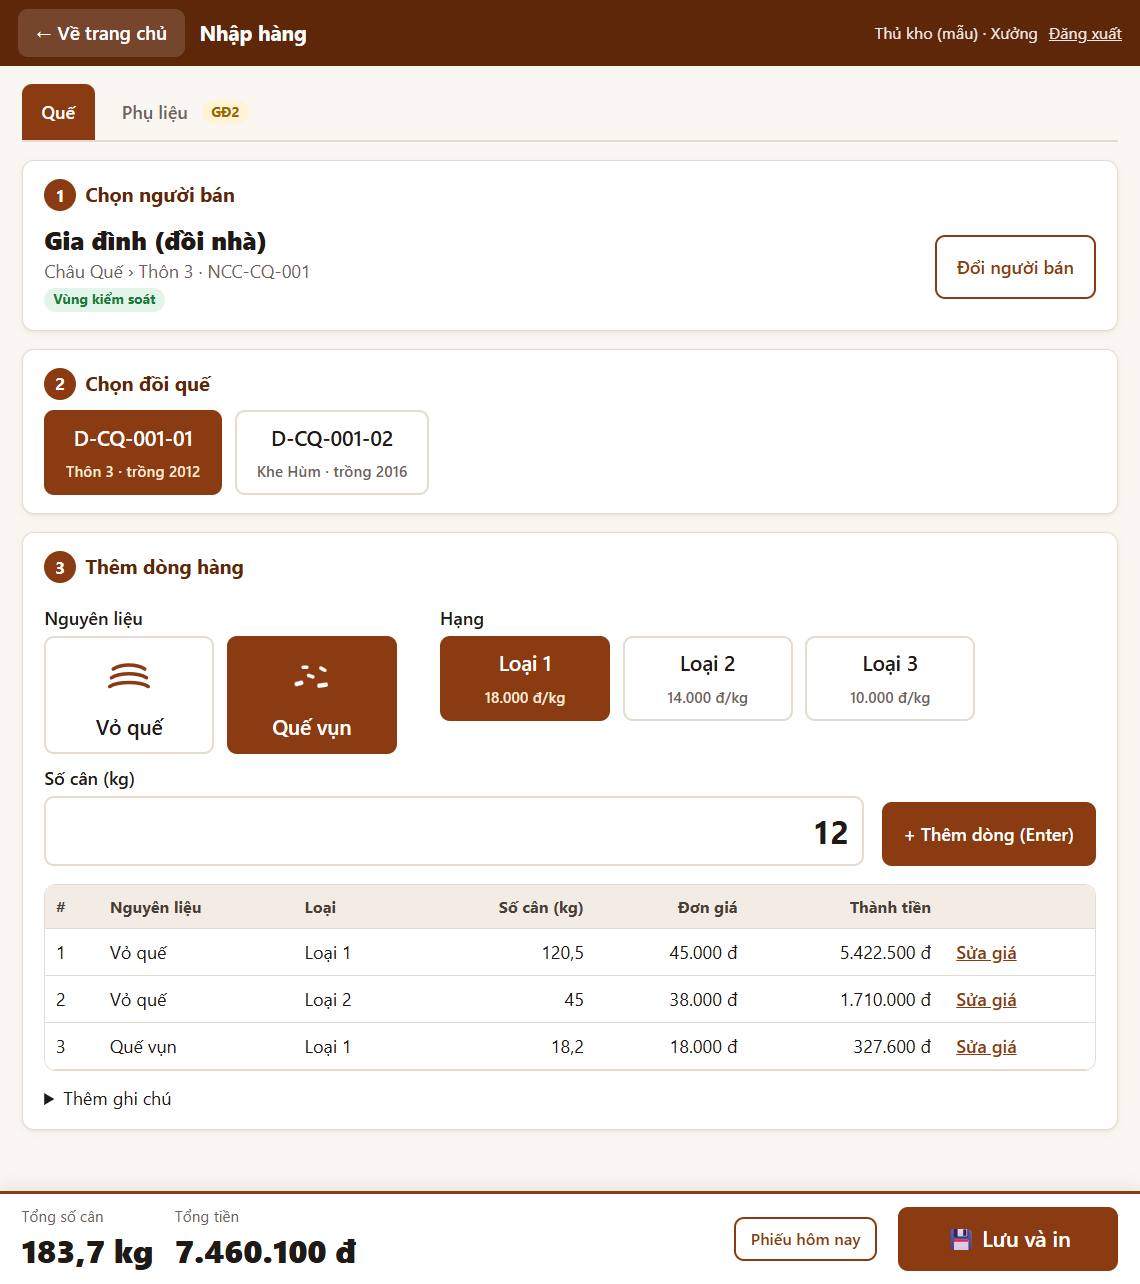 ← Về trang chủ
Nhập hàng
Thủ kho (mẫu) · Xưởng Đăng xuất
Quế
Phụ liệu GĐ2
1 Chọn người bán
Gia đình (đồi nhà)
Châu Quế › Thôn 3 · NCC-CQ-001
Vùng kiểm soát
Đổi người bán
2 Chọn đồi quế
D-CQ-001-01
Thôn 3 · trồng 2012
D-CQ-001-02
Khe Hùm · trồng 2016
3 Thêm dòng hàng
Nguyên liệu
Vỏ quế
Quế vụn
Hạng
Loại 1
18.000 đ/kg
Loại 2
14.000 đ/kg
Loại 3
10.000 đ/kg
Số cân (kg)
12
+ Thêm dòng (Enter)
# Nguyên liệu Loại Số cân (kg) Đơn giá Thành tiền
1 Vỏ quế Loại 1 120,5 45.000 đ 5.422.500 đ Sửa giá
2 Vỏ quế Loại 2 45 38.000 đ 1.710.000 đ Sửa giá
3 Quế vụn Loại 1 18,2 18.000 đ 327.600 đ Sửa giá
▶ Thêm ghi chú
Tổng số cân
183,7 kg
Tổng tiền
7.460.100 đ
Phiếu hôm nay
💾 Lưu và in